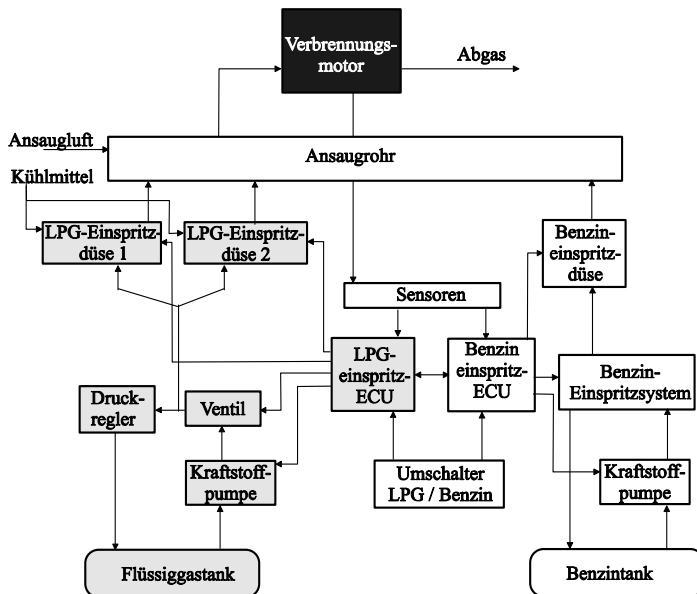 Verbrennungs-
motor
Abgas
Ansaugluft
Ansaugrohr
Kühlmittel
LPG-Einspritz-
düse 1
LPG-Einspritz-
düse 2
Benzin-
einspritz-
düse
Sensoren
LPG-
einspritz-
ECU
Benzin
einspritz-
ECU
Benzin-
Einspritzsystem
Druck-
regler
Ventil
Kraftstoff-
pumpe
Umschalter
LPG / Benzin
Kraftstoff-
pumpe
Flüssiggastank
Benzintank